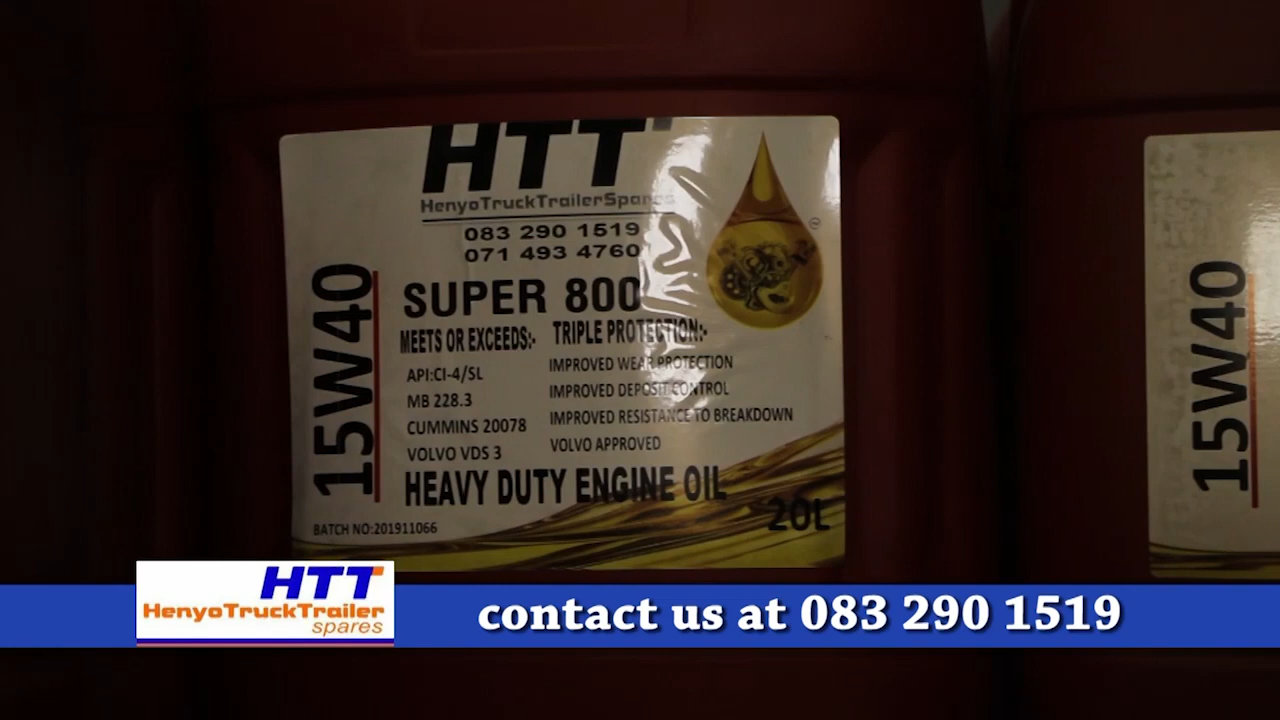 HTT
HenyoTruckTrailerSpares
083 290 1519
071 493 4760
SUPER 800
15W40
MEETS OR EXCEEDS:- TRIPLE PROTECTION:-
API:CI-4/SL IMPROVED WEAR PROTECTION
MB 228.3 IMPROVED DEPOSIT CONTROL
CUMMINS 20078 IMPROVED RESISTANCE TO BREAKDOWN
VOLVO VDS 3 VOLVO APPROVED
HEAVY DUTY ENGINE OIL
20L
BATCH NO:201911066
15W40
HTT
HenyoTruckTrailer
spares
contact us at 083 290 1519